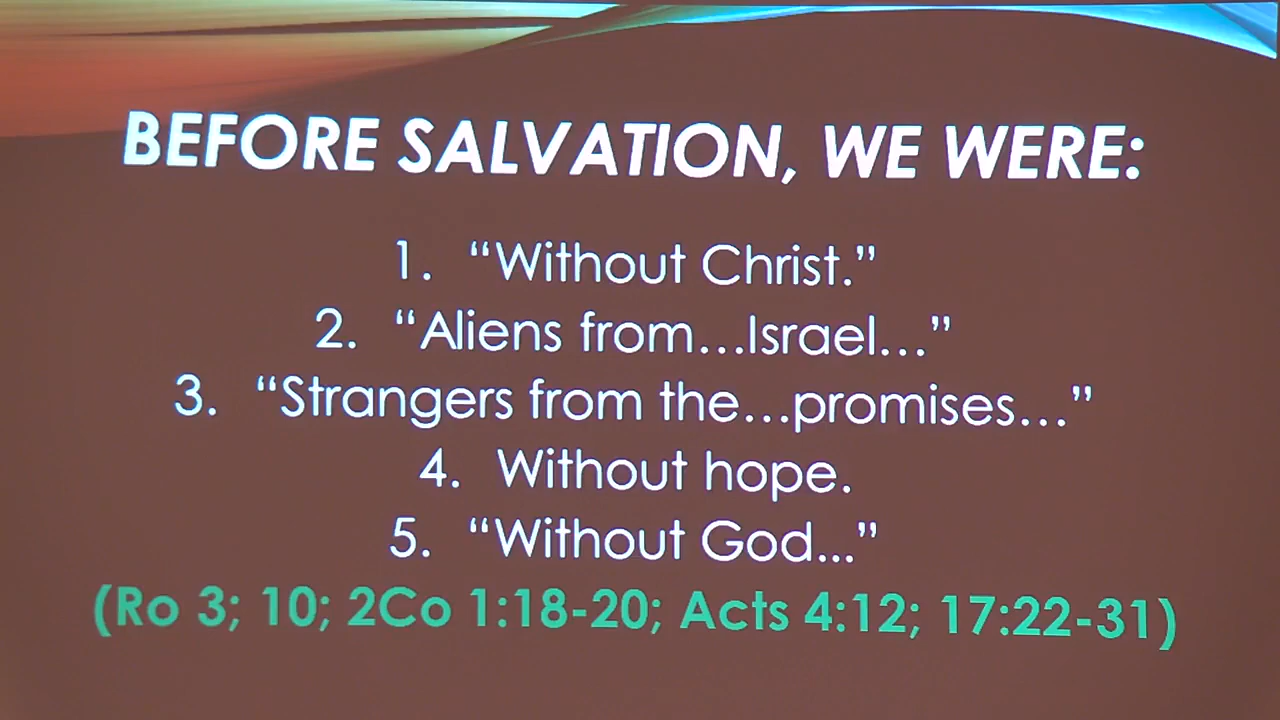 BEFORE SALVATION, WE WERE:
1. “Without Christ.”
2. “Aliens from...Israel...”
3. “Strangers from the...promises...”
4. Without hope.
5. “Without God...”
(Ro 3; 10; 2Co 1:18-20; Acts 4:12; 17:22-31)